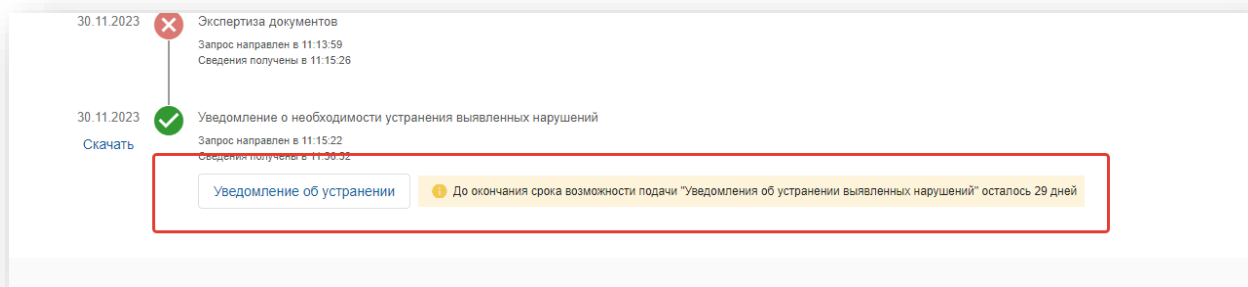 30.11.2023 Экспертиза документов
Запрос направлен в 11:13:59
Сведения получены в 11:15:26
30.11.2023 Уведомление о необходимости устранения выявленных нарушений
Скачать Запрос направлен в 11:15:22
Сведения получены в 11:36:32
Уведомление об устранении До окончания срока возможности подачи "Уведомления об устранении выявленных нарушений" осталось 29 дней